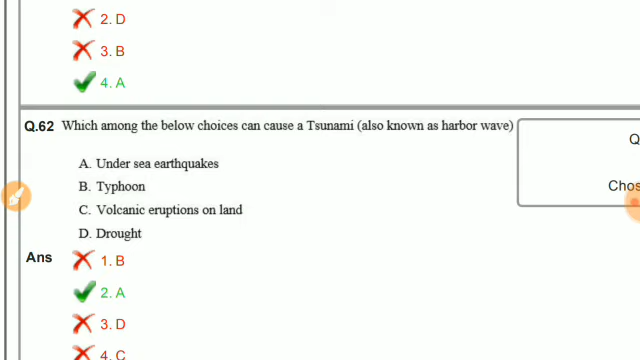 2. D
3. B
4. A
Q.62 Which among the below choices can cause a Tsunami (also known as harbor wave)
Q
A. Under sea earthquakes
B. Typhoon
Chos
C. Volcanic eruptions on land
D. Drought
Ans
1. B
2. A
3. D
4. C